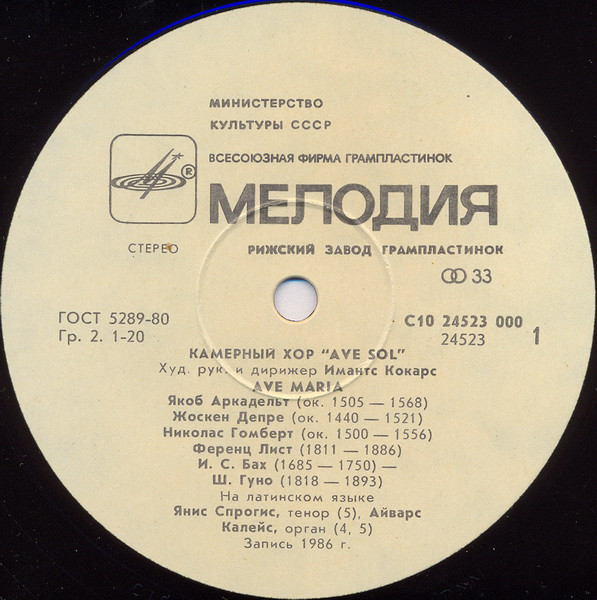 МИНИСТЕРСТВО
КУЛЬТУРЫ СССР
ВСЕСОЮЗНАЯ ФИРМА ГРАМПЛАСТИНОК
®
МЕЛОДИЯ
СТЕРЕО
РИЖСКИЙ ЗАВОД ГРАМПЛАСТИНОК
33
ГОСТ 5289-80
Гр. 2. 1-20
С10 24523 000
24523
1
КАМЕРНЫЙ ХОР "AVE SOL"
Худ. рук. и дирижер Имантс Кокарс
AVE MARIA
Якоб Аркадельт (ок. 1505 — 1568)
Жоскен Депре (ок. 1440 — 1521)
Николас Гомберт (ок. 1500 — 1556)
Ференц Лист (1811 — 1886)
И. С. Бах (1685 — 1750) —
Ш. Гуно (1818 — 1893)
На латинском языке
Янис Спрогис, тенор (5), Айварс
Калейс, орган (4, 5)
Запись 1986 г.